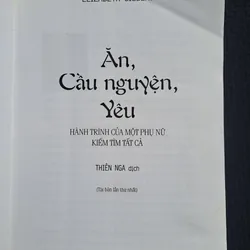 Ăn,
Cầu nguyện,
Yêu
HÀNH TRÌNH CỦA MỘT PHỤ NỮ
KIẾM TÌM TẤT CẢ
THIÊN NGA dịch
(Tái bản lần thứ nhất)